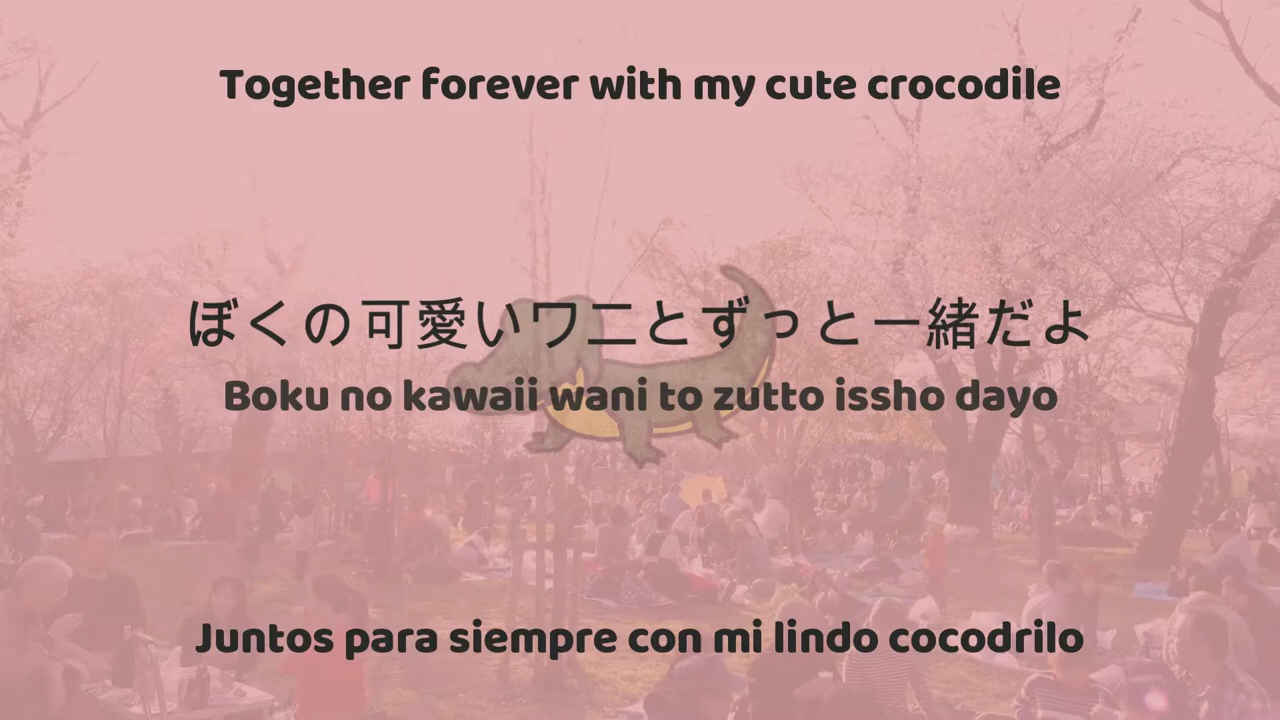 Together forever with my cute crocodile
ぼくの可愛いワニとずっと一緒だよ
Boku no kawaii wani to zutto issho dayo
Juntos para siempre con mi lindo cocodrilo